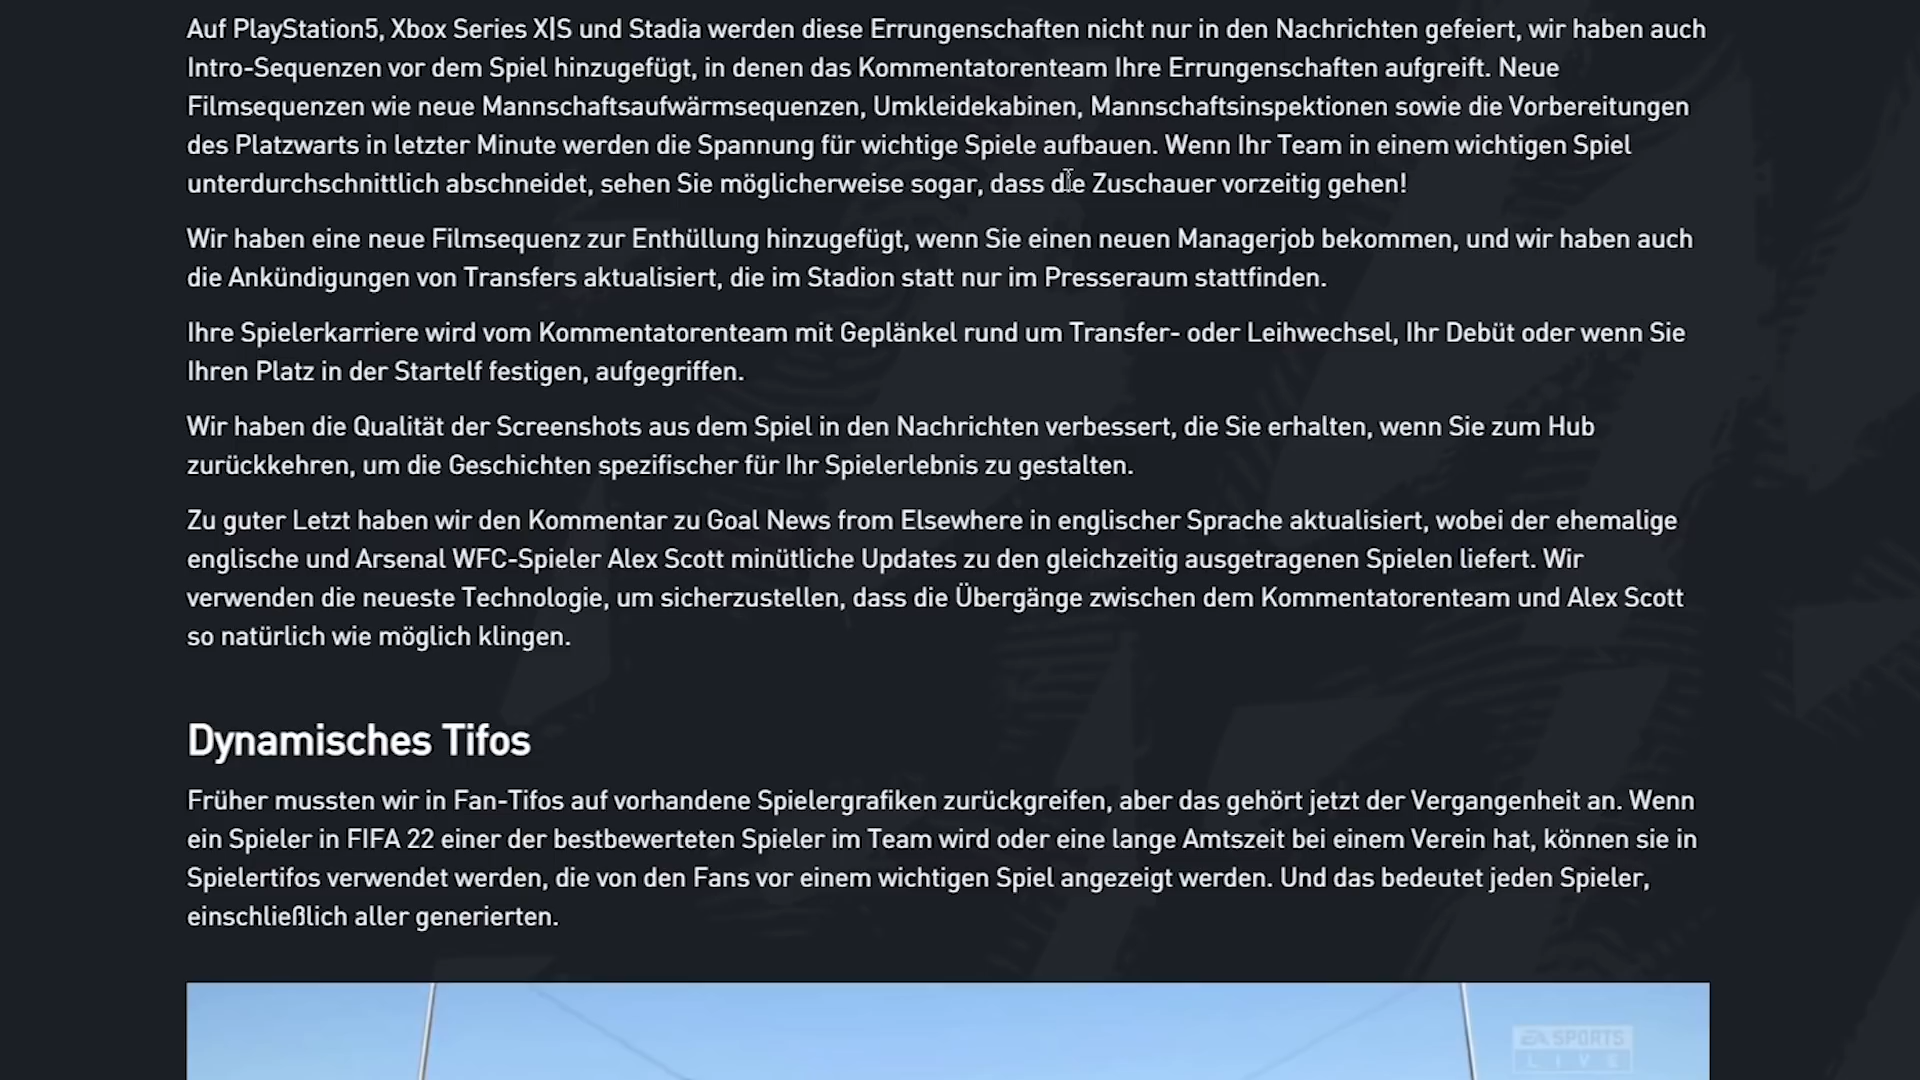 Auf PlayStation5, Xbox Series X|S und Stadia werden diese Errungenschaften nicht nur in den Nachrichten gefeiert, wir haben auch
Intro-Sequenzen vor dem Spiel hinzugefügt, in denen das Kommentatorenteam Ihre Errungenschaften aufgreift. Neue
Filmsequenzen wie neue Mannschaftsaufwärmsequenzen, Umkleidekabinen, Mannschaftsinspektionen sowie die Vorbereitungen
des Platzwarts in letzter Minute werden die Spannung für wichtige Spiele aufbauen. Wenn Ihr Team in einem wichtigen Spiel
unterdurchschnittlich abschneidet, sehen Sie möglicherweise sogar, dass die Zuschauer vorzeitig gehen!
Wir haben eine neue Filmsequenz zur Enthüllung hinzugefügt, wenn Sie einen neuen Managerjob bekommen, und wir haben auch
die Ankündigungen von Transfers aktualisiert, die im Stadion statt nur im Presseraum stattfinden.
Ihre Spielerkarriere wird vom Kommentatorenteam mit Geplänkel rund um Transfer- oder Leihwechsel, Ihr Debüt oder wenn Sie
Ihren Platz in der Startelf festigen, aufgegriffen.
Wir haben die Qualität der Screenshots aus dem Spiel in den Nachrichten verbessert, die Sie erhalten, wenn Sie zum Hub
zurückkehren, um die Geschichten spezifischer für Ihr Spielerlebnis zu gestalten.
Zu guter Letzt haben wir den Kommentar zu Goal News from Elsewhere in englischer Sprache aktualisiert, wobei der ehemalige
englische und Arsenal WFC-Spieler Alex Scott minütliche Updates zu den gleichzeitig ausgetragenen Spielen liefert. Wir
verwenden die neueste Technologie, um sicherzustellen, dass die Übergänge zwischen dem Kommentatorenteam und Alex Scott
so natürlich wie möglich klingen.
Dynamisches Tifos
Früher mussten wir in Fan-Tifos auf vorhandene Spielergrafiken zurückgreifen, aber das gehört jetzt der Vergangenheit an. Wenn
ein Spieler in FIFA 22 einer der bestbewerteten Spieler im Team wird oder eine lange Amtszeit bei einem Verein hat, können sie in
Spielertifos verwendet werden, die von den Fans vor einem wichtigen Spiel angezeigt werden. Und das bedeutet jeden Spieler,
einschließlich aller generierten.
EA SPORTS
LIVE